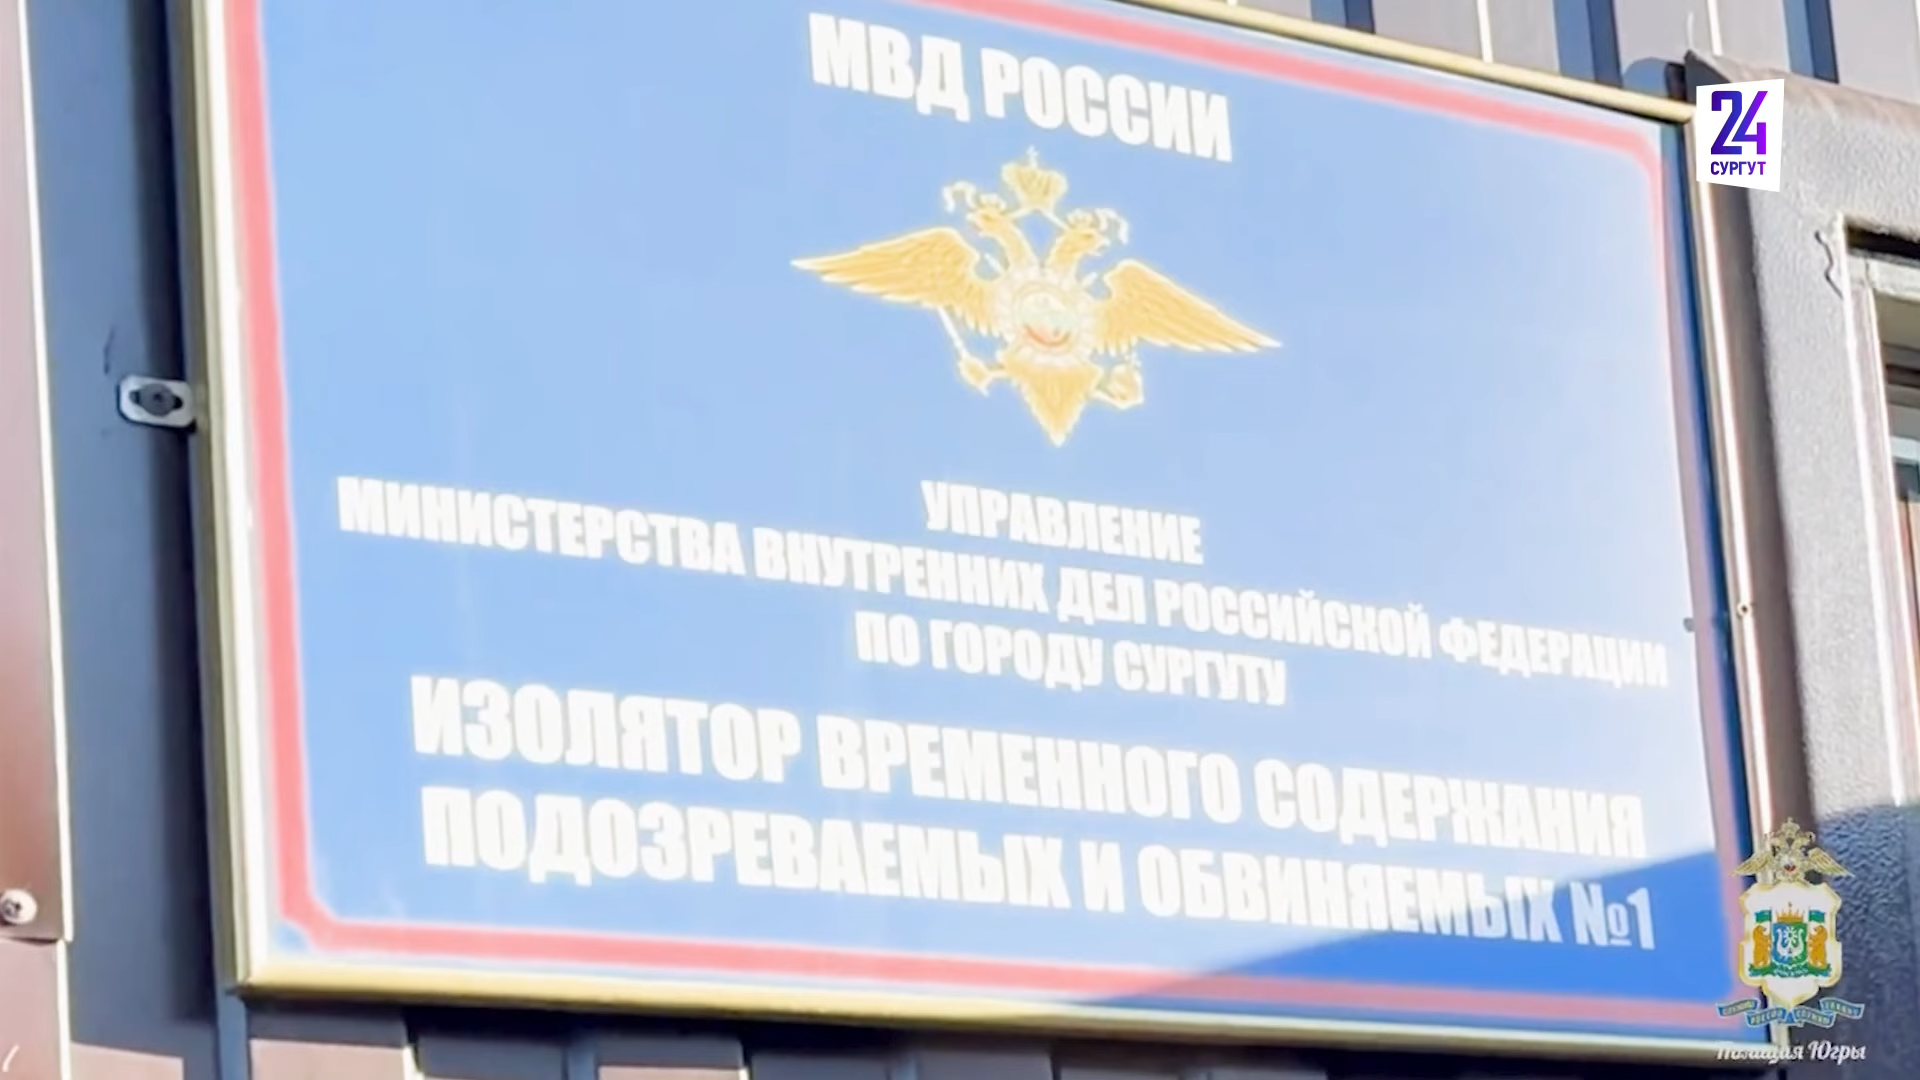 МВД РОССИИ
24
СУРГУТ
УПРАВЛЕНИЕ
МИНИСТЕРСТВА ВНУТРЕННИХ ДЕЛ РОССИЙСКОЙ ФЕДЕРАЦИИ
ПО ГОРОДУ СУРГУТУ
ИЗОЛЯТОР ВРЕМЕННОГО СОДЕРЖАНИЯ
ПОДОЗРЕВАЕМЫХ И ОБВИНЯЕМЫХ №1
Полиция Югры